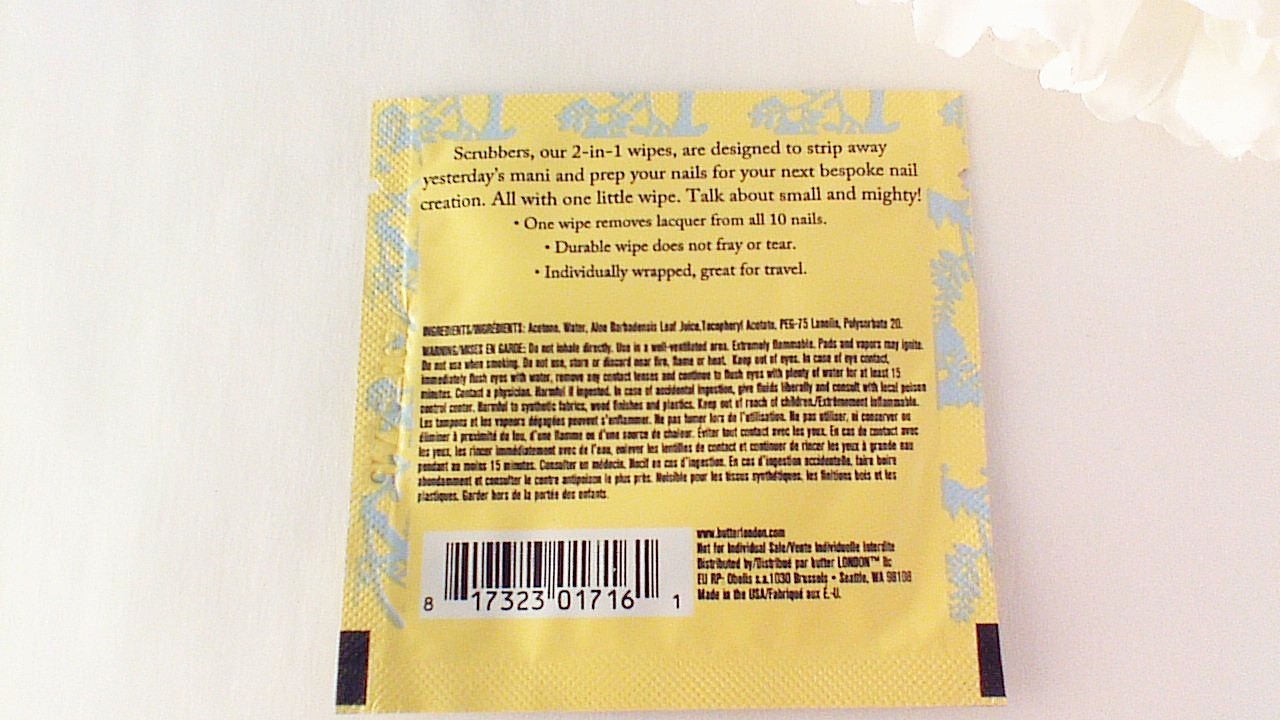 Scrubbers, our 2-in-1 wipes, are designed to strip away
yesterday's mani and prep your nails for your next bespoke nail
creation. All with one little wipe. Talk about small and mighty!
• One wipe removes lacquer from all 10 nails.
• Durable wipe does not fray or tear.
• Individually wrapped, great for travel.
INGREDIENTS/INGRÉDIENTS: Acetone, Water, Aloe Barbadensis Leaf Juice,Tocopheryl Acetate, PEG-75 Lanolin, Polysorbate 20.
WARNING/MISES EN GARDE: Do not inhale directly. Use in a well-ventilated area. Extremely flammable. Pads and vapors may ignite.
Do not use when smoking. Do not use, store or discard near fire, flame or heat. Keep out of eyes. In case of eye contact,
immediately flush eyes with water, remove any contact lenses and continue to flush eyes with plenty of water for at least 15
minutes. Contact a physician. Harmful if ingested. In case of accidental ingestion, give fluids liberally and consult with local poison
control center. Harmful to synthetic fabrics, wood finishes and plastics. Keep out of reach of children./Extrêmement inflammable.
Les tampons et les vapeurs dégagées peuvent s'enflammer. Ne pas fumer lors de l'utilisation. Ne pas utiliser, ni conserver ou
éliminer à proximité de feu, d'une flamme ou d'une source de chaleur. Éviter tout contact avec les yeux. En cas de contact avec
les yeux, les rincer immédiatement avec de l'eau, enlever les lentilles de contact et continuer de rincer les yeux à grande eau
pendant au moins 15 minutes. Consulter un médecin. Nocif en cas d'ingestion. En cas d'ingestion accidentelle, faire boire
abondamment et consulter le centre antipoison le plus près. Nuisible pour les tissus synthétiques, les finitions bois et les
plastiques. Garder hors de la portée des enfants.
www.butterlondon.com
Not for Individual Sale/Vente Individuelle Interdite
Distributed by/Distribué par butter LONDON™ llc
EU RP: Obelis s.a.1030 Brussels • Seattle, WA 98108
Made in the USA/Fabriqué aux É.-U.
8 17323 01716 1